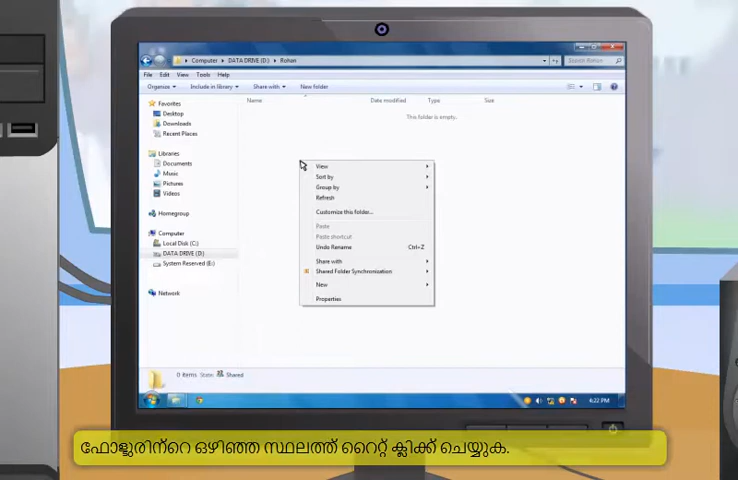 Computer ▸ DATA DRIVE (D:) ▸ Rohan
Search Rohan
File Edit View Tools Help
Organize Include in library Share with New folder
Name Date modified Type Size
This folder is empty.
Favorites
Desktop
Downloads
Recent Places
Libraries
Documents
Music
Pictures
Videos
Homegroup
Computer
Local Disk (C:)
DATA DRIVE (D:)
System Reserved (E:)
Network
View
Sort by
Group by
Refresh
Customize this folder...
Paste
Paste shortcut
Undo Rename Ctrl+Z
Share with
Shared Folder Synchronization
New
Properties
0 items State: Shared
6:22 PM
ഫോള്ഡറിന്റെ ഒഴിഞ്ഞ സ്ഥലത്ത് റൈറ്റ് ക്ലിക്ക് ചെയ്യുക.